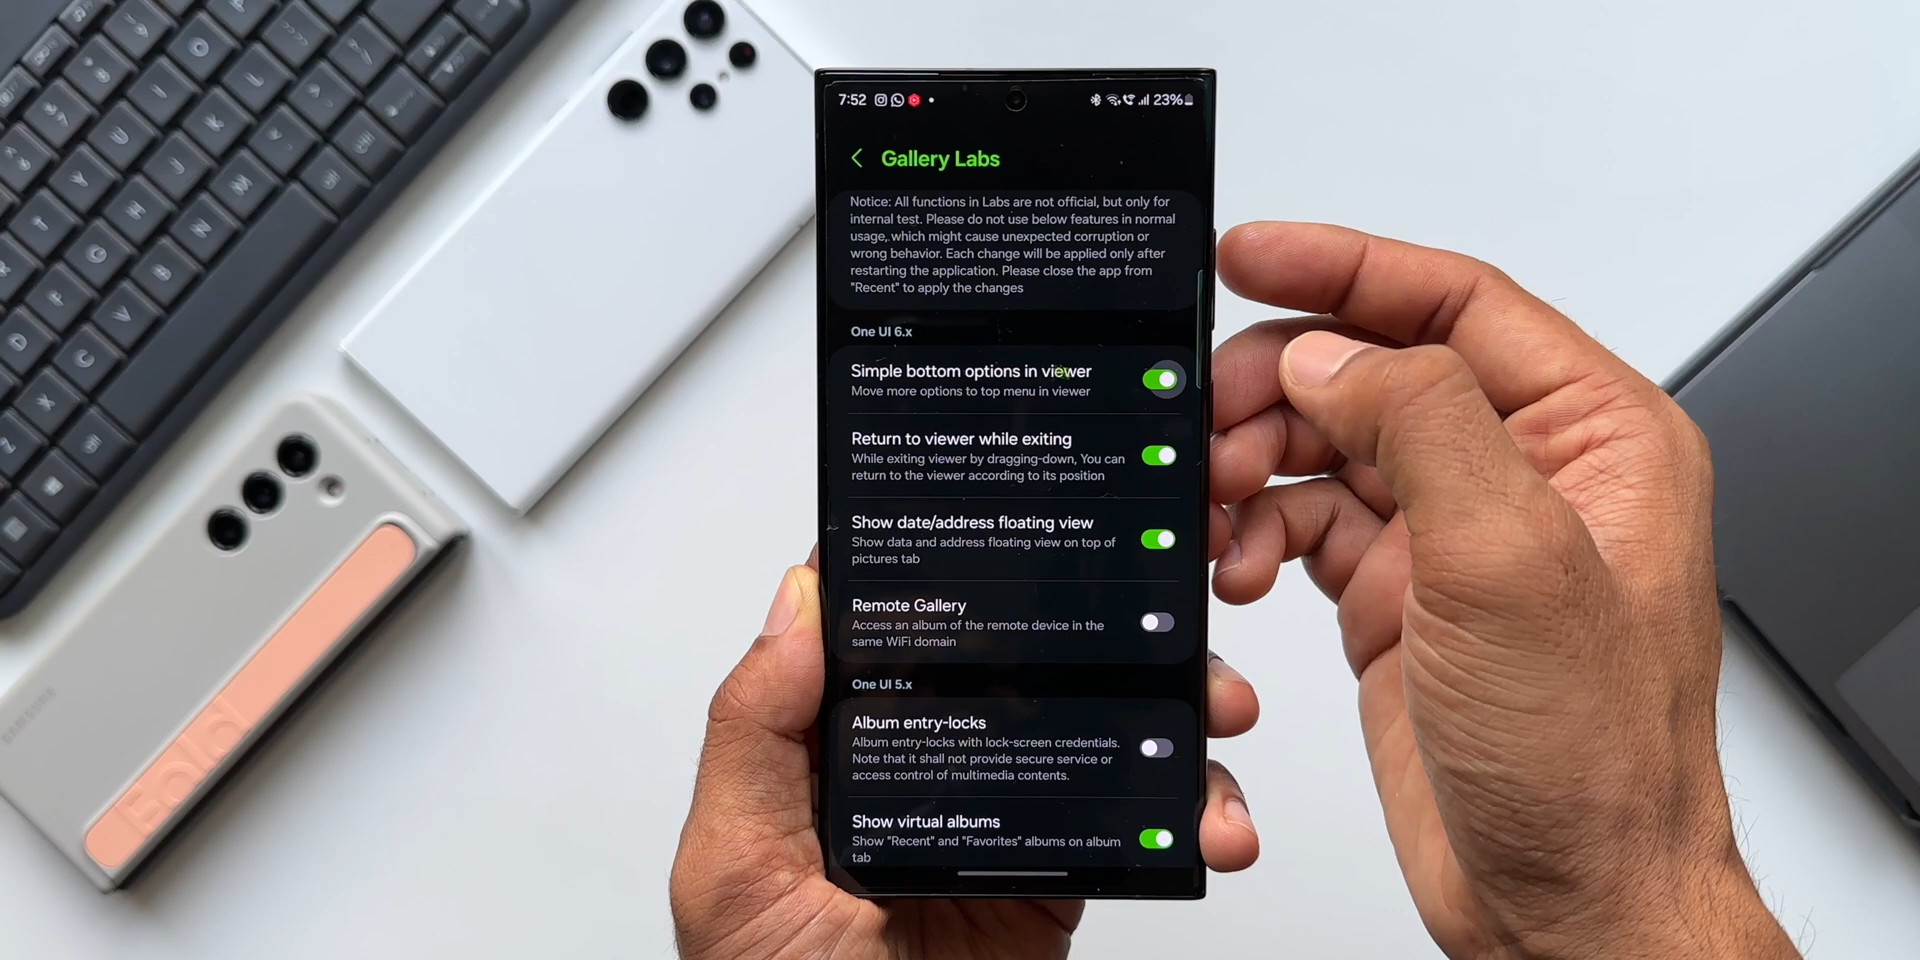 7:52
23%
Gallery Labs
Notice: All functions in Labs are not official, but only for
internal test. Please do not use below features in normal
usage, which might cause unexpected corruption or
wrong behavior. Each change will be applied only after
restarting the application. Please close the app from
"Recent" to apply the changes
One UI 6.x
Simple bottom options in viewer
Move more options to top menu in viewer
Return to viewer while exiting
While exiting viewer by dragging-down, You can
return to the viewer according to its position
Show date/address floating view
Show data and address floating view on top of
pictures tab
Remote Gallery
Access an album of the remote device in the
same WiFi domain
One UI 5.x
Album entry-locks
Album entry-locks with lock-screen credentials.
Note that it shall not provide secure service or
access control of multimedia contents.
Show virtual albums
Show "Recent" and "Favorites" albums on album
tab
SAMSUNG
Fold